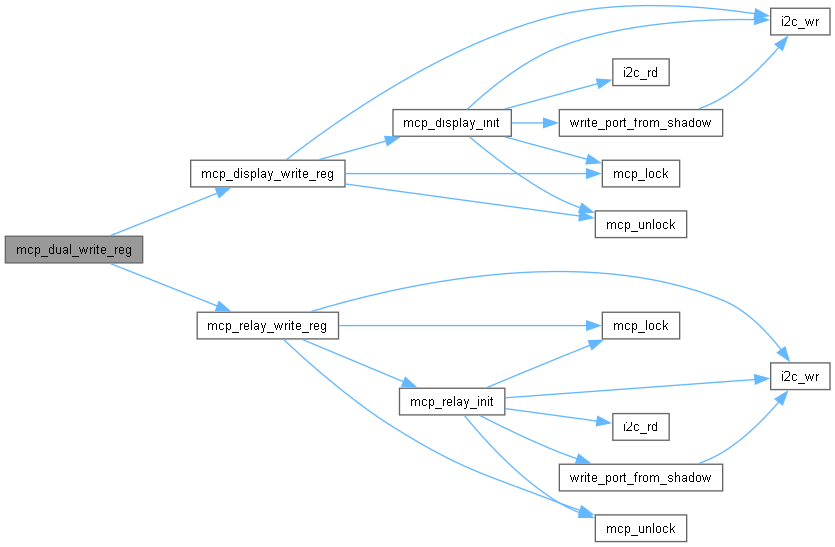 i2c_wr
i2c_rd
mcp_display_init
write_port_from_shadow
mcp_display_write_reg
mcp_lock
mcp_unlock
mcp_dual_write_reg
mcp_relay_write_reg
mcp_lock
i2c_wr
mcp_relay_init
i2c_rd
write_port_from_shadow
mcp_unlock